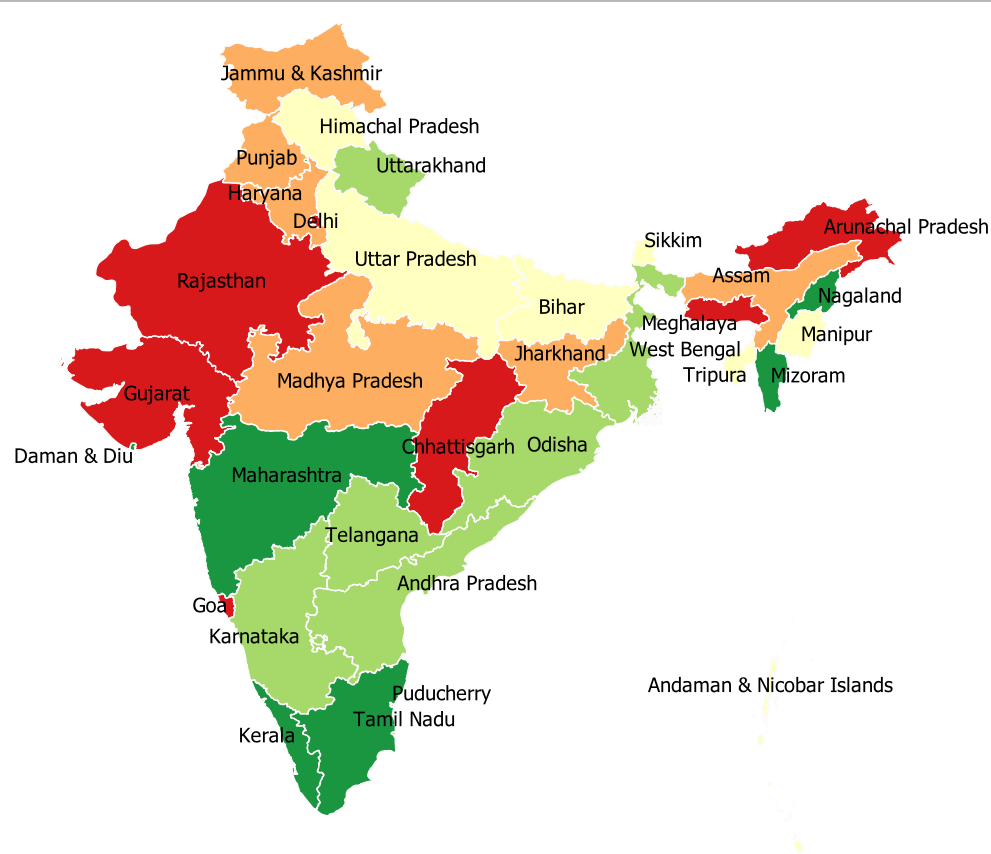 Jammu & Kashmir
Himachal Pradesh
Punjab
Uttarakhand
Haryana
Delhi
Arunachal Pradesh
Sikkim
Uttar Pradesh
Assam
Rajasthan
Nagaland
Bihar
Meghalaya
Manipur
West Bengal
Jharkhand
Tripura
Mizoram
Madhya Pradesh
Gujarat
Chhattisgarh
Odisha
Daman & Diu
Maharashtra
Telangana
Andhra Pradesh
Goa
Karnataka
Andaman & Nicobar Islands
Puducherry
Tamil Nadu
Kerala